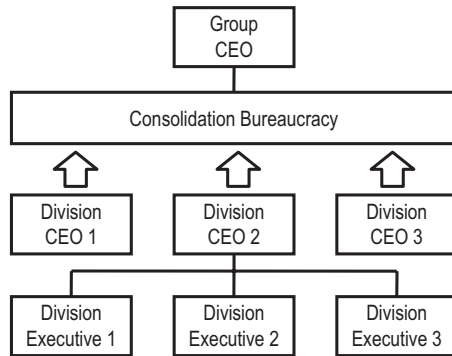 Group
CEO
Consolidation Bureaucracy
Division
CEO 1
Division
CEO 2
Division
CEO 3
Division
Executive 1
Division
Executive 2
Division
Executive 3